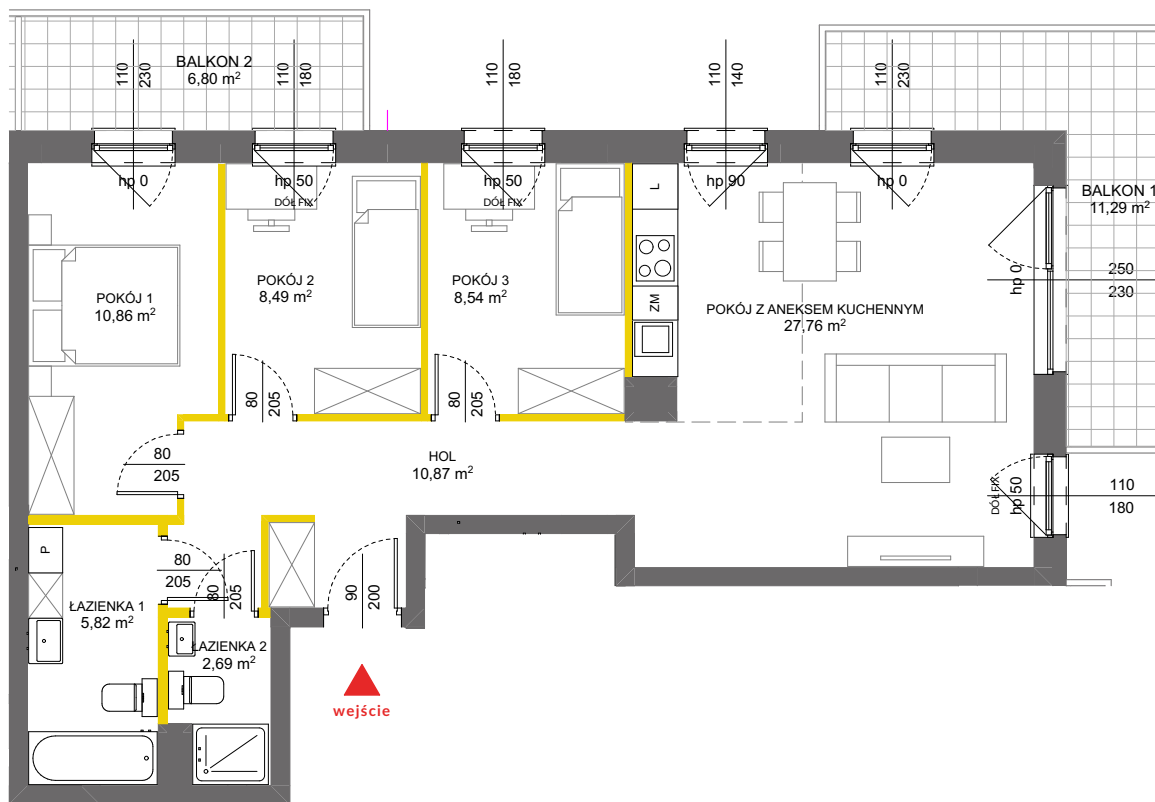 BALKON 2
6,80 m²
110
230
110
180
110
180
110
140
110
230
hp 0
hp 50
DÓŁ FIX
hp 50
DÓŁ FIX
hp 90
hp 0
L
BALKON 1
11,29 m²
POKÓJ 1
10,86 m²
POKÓJ 2
8,49 m²
POKÓJ 3
8,54 m²
ZM
POKÓJ Z ANEKSEM KUCHENNYM
27,76 m²
hp 0
250
230
80
205
80
205
80
205
HOL
10,87 m²
DÓŁ FIX
hp 50
110
180
P
80
205
80
205
90
200
ŁAZIENKA 1
5,82 m²
ŁAZIENKA 2
2,69 m²
wejście